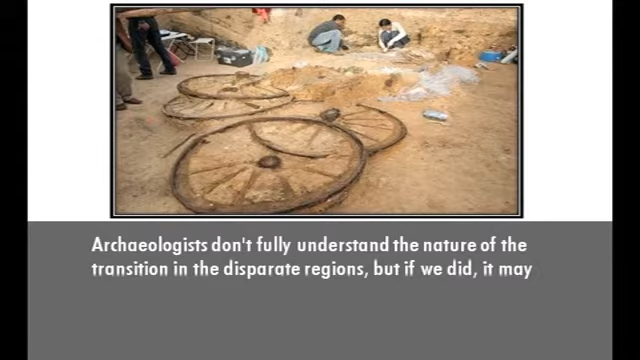 Archaeologists don't fully understand the nature of the
transition in the disparate regions, but if we did, it may